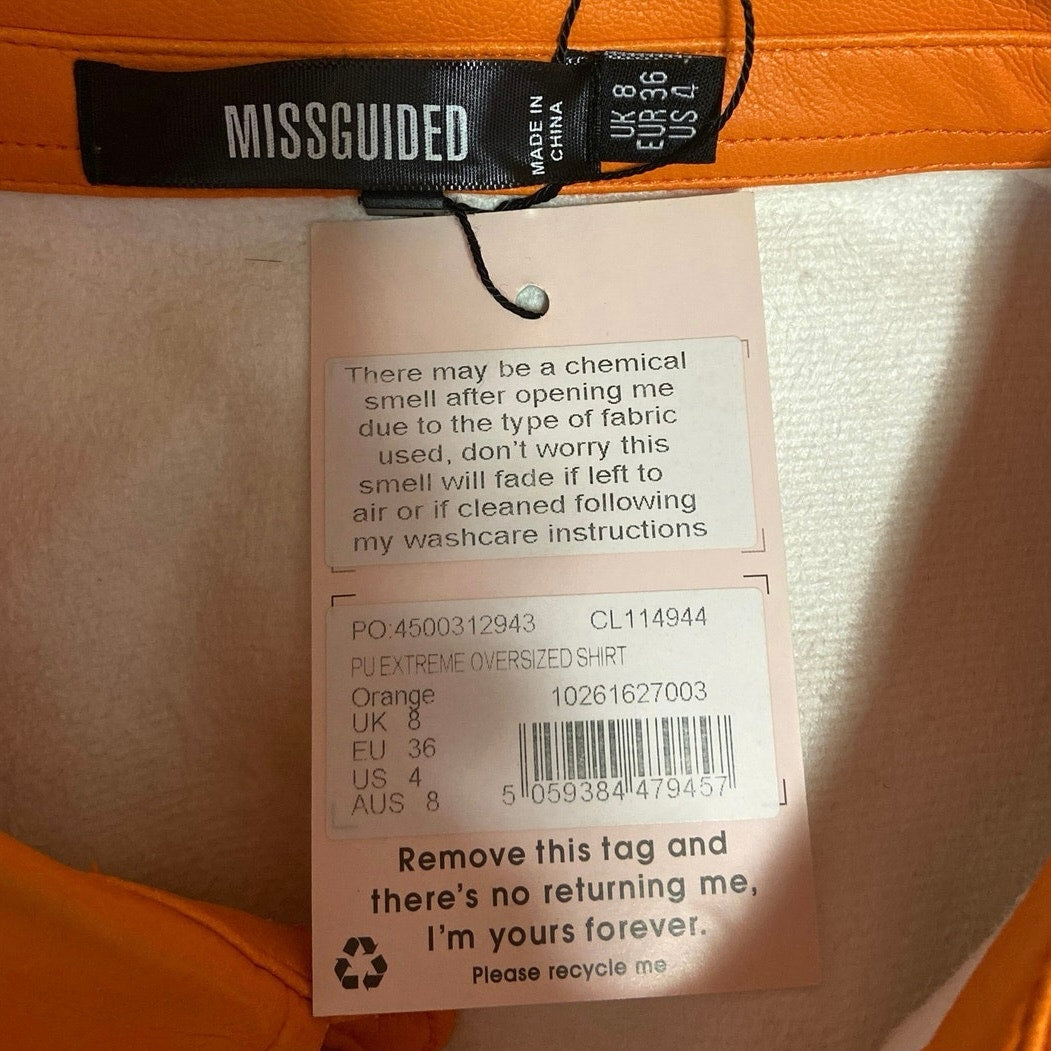 MISSGUIDED
MADE IN
CHINA
UK 8
EUR 36
US 4
There may be a chemical
smell after opening me
due to the type of fabric
used, don't worry this
smell will fade if left to
air or if cleaned following
my washcare instructions
PO:4500312943 CL114944
PU EXTREME OVERSIZED SHIRT
Orange 10261627003
UK 8
EU 36
US 4
AUS 8
5 059384 479457
Remove this tag and
there's no returning me,
I'm yours forever.
Please recycle me